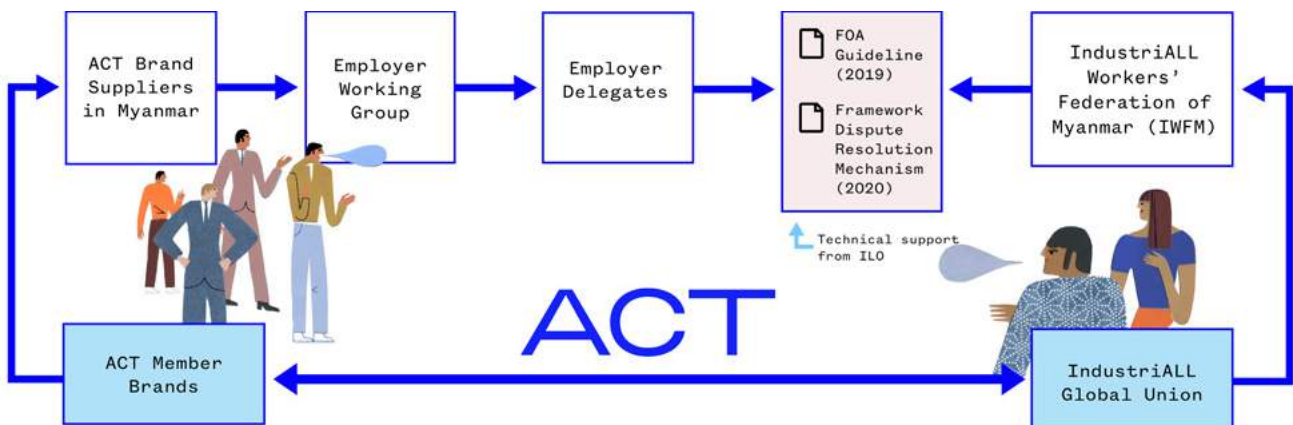 ACT Brand
Suppliers
in Myanmar
Employer
Working
Group
Employer
Delegates
FOA
Guideline
(2019)
Framework
Dispute
Resolution
Mechanism
(2020)
IndustriALL
Workers’
Federation of
Myanmar (IWFM)
Technical support
from ILO
ACT
ACT Member
Brands
IndustriALL
Global Union